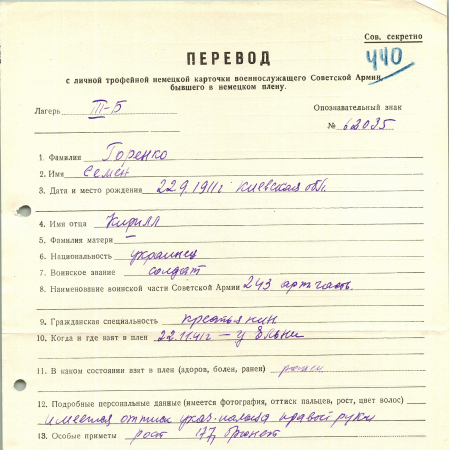 Сов. секретно
440
ПЕРЕВОД
с личной трофейной немецкой карточки военнослужащего Советской Армии,
бывшего в немецком плену.
Лагерь III-Б
Опознавательный знак
№ 62035
1. Фамилия Горенко
2. Имя Семён
3. Дата и место рождения 22.9.1911г Киевская обл.
4. Имя отца Кирилл
5. Фамилия матери —
6. Национальность украинец
7. Воинское звание солдат
8. Наименование воинской части Советской Армии 243 арт. часть.
9. Гражданская специальность крестьянин
10. Когда и где взят в плен 22.11.41г – у Ельни
11. В каком состоянии взят в плен (здоров, болен, ранен) ранен
12. Подробные персональные данные (имеется фотография, оттиск пальцев, рост, цвет волос)
имеется оттиск указ. пальца правой руки
13. Особые приметы рост 177, брюнет